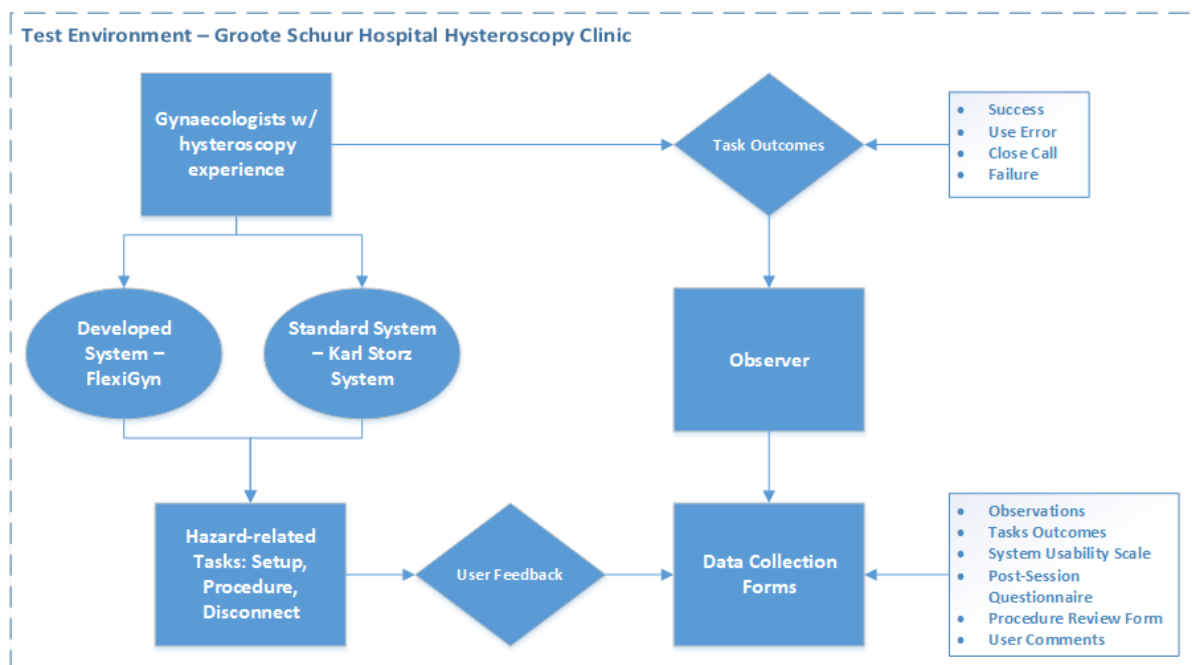 Test Environment – Groote Schuur Hospital Hysteroscopy Clinic
Gynaecologists w/
hysteroscopy
experience
Task Outcomes
• Success
• Use Error
• Close Call
• Failure
Developed
System –
FlexiGyn
Standard System
– Karl Storz
System
Observer
Hazard-related
Tasks: Setup,
Procedure,
Disconnect
User Feedback
Data Collection
Forms
• Observations
• Tasks Outcomes
• System Usability Scale
• Post-Session
Questionnaire
• Procedure Review Form
• User Comments